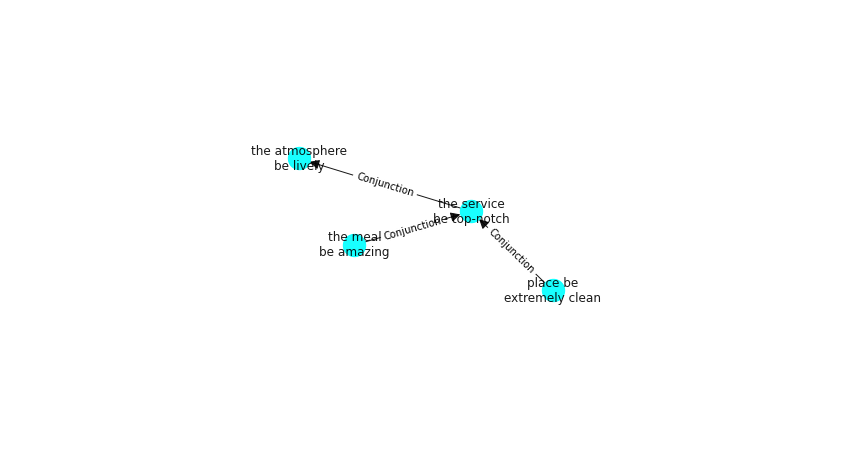 the atmosphere
be lively
Conjunction
the service
be top-notch
the meal
be amazing
Conjunction
Conjunction
place be
extremely clean